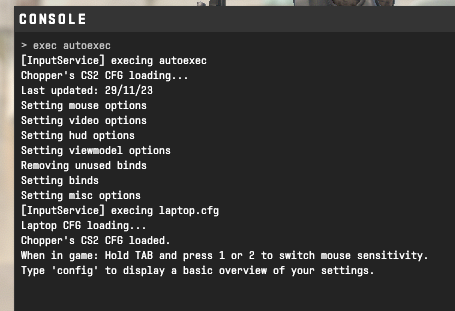 CONSOLE
> exec autoexec
[InputService] execing autoexec
Chopper's CS2 CFG loading...
Last updated: 29/11/23
Setting mouse options
Setting video options
Setting hud options
Setting viewmodel options
Removing unused binds
Setting binds
Setting misc options
[InputService] execing laptop.cfg
Laptop CFG loading...
Chopper's CS2 CFG loaded.
When in game: Hold TAB and press 1 or 2 to switch mouse sensitivity.
Type 'config' to display a basic overview of your settings.